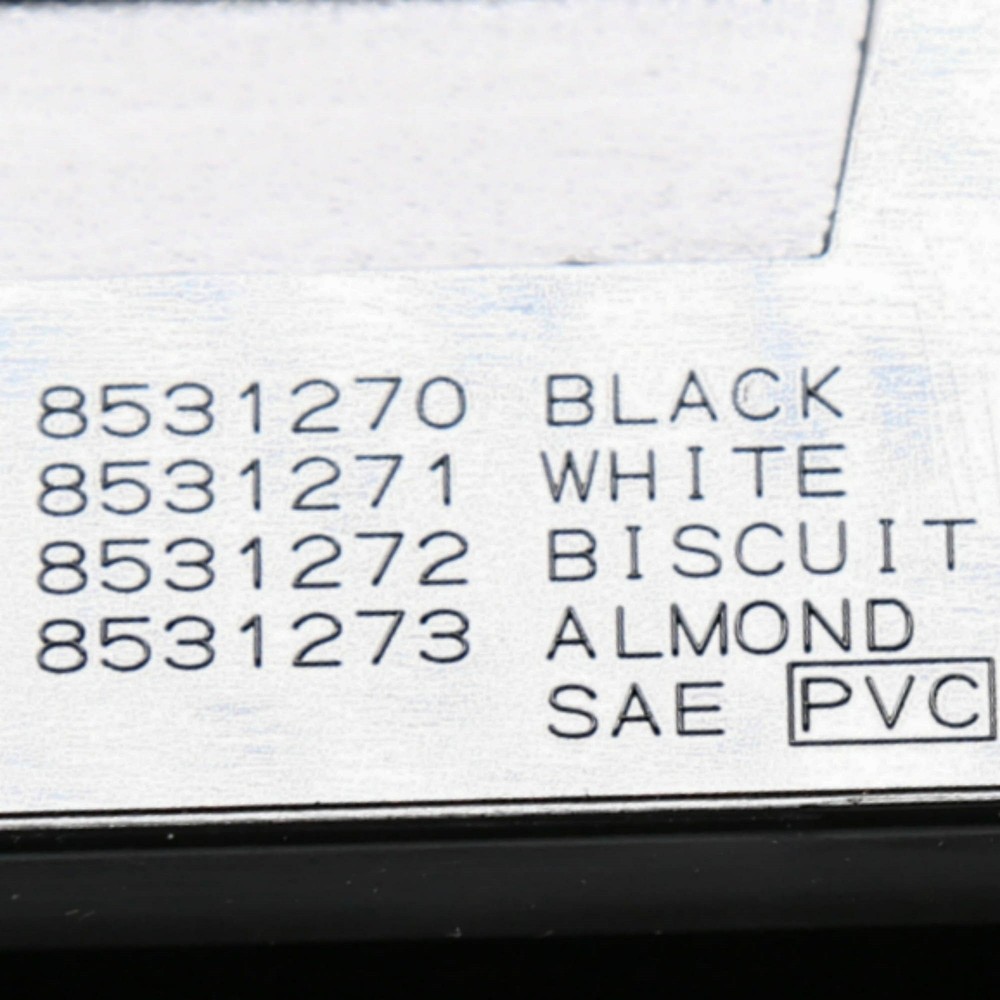 8531270 BLACK
8531271 WHITE
8531272 BISCUIT
8531273 ALMOND
SAE PVC